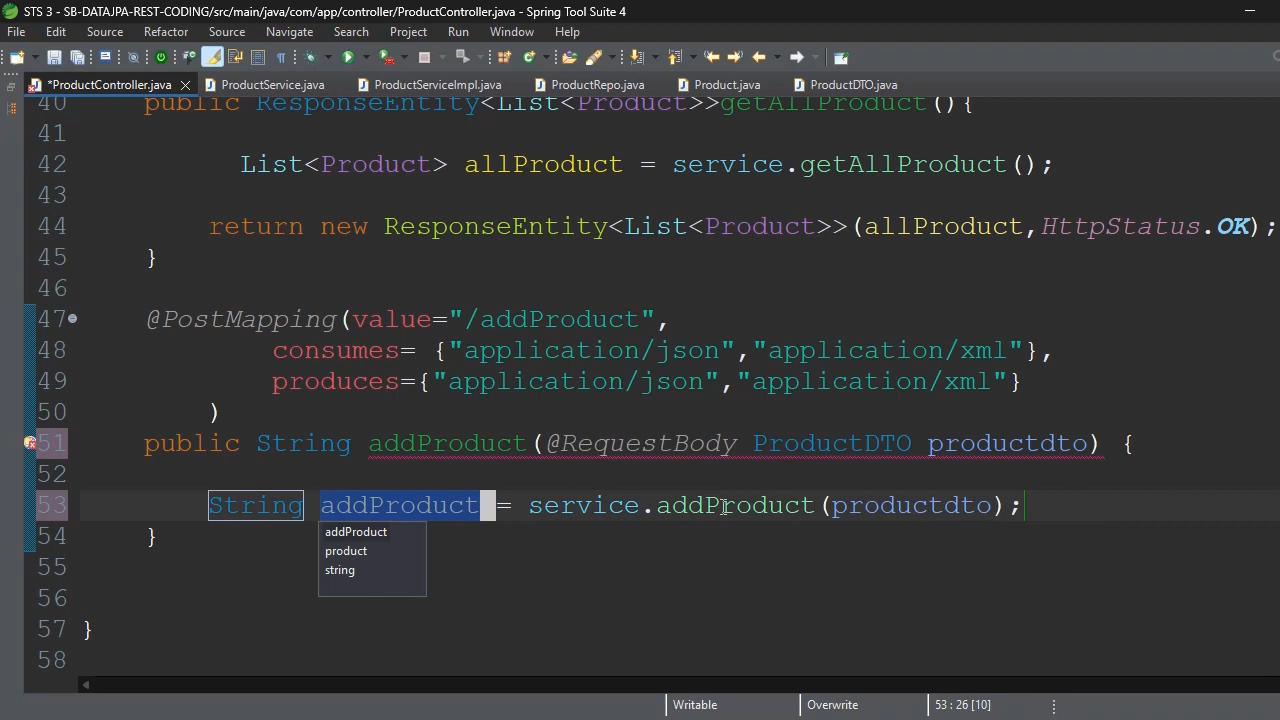 STS 3 - SB-DATAJPA-REST-CODING/src/main/java/com/app/controller/ProductController.java - Spring Tool Suite 4
File Edit Source Refactor Source Navigate Search Project Run Window Help
*ProductController.java ProductService.java ProductServiceImpl.java ProductRepo.java Product.java ProductDTO.java
40 public ResponseEntity<List<Product>>getAllProduct(){
41
42 List<Product> allProduct = service.getAllProduct();
43
44 return new ResponseEntity<List<Product>>(allProduct,HttpStatus.OK);
45 }
46
47 @PostMapping(value="/addProduct",
48 consumes= {"application/json","application/xml"},
49 produces={"application/json","application/xml"}
50 )
51 public String addProduct(@RequestBody ProductDTO productdto) {
52
53 String addProduct = service.addProduct(productdto);
54 }
addProduct
product
string
55
56
57 }
58
Writable Overwrite 53 : 26 [10]